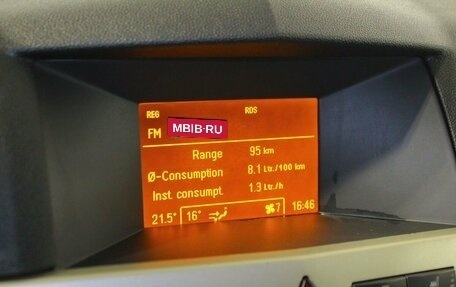 REG RDS
FM MBIB·RU
Range 95 km
Ø-Consumption 8.1 Ltr./100 km
Inst. consumpt. 1.3 Ltr./h
21.5° 16° 7 16:46